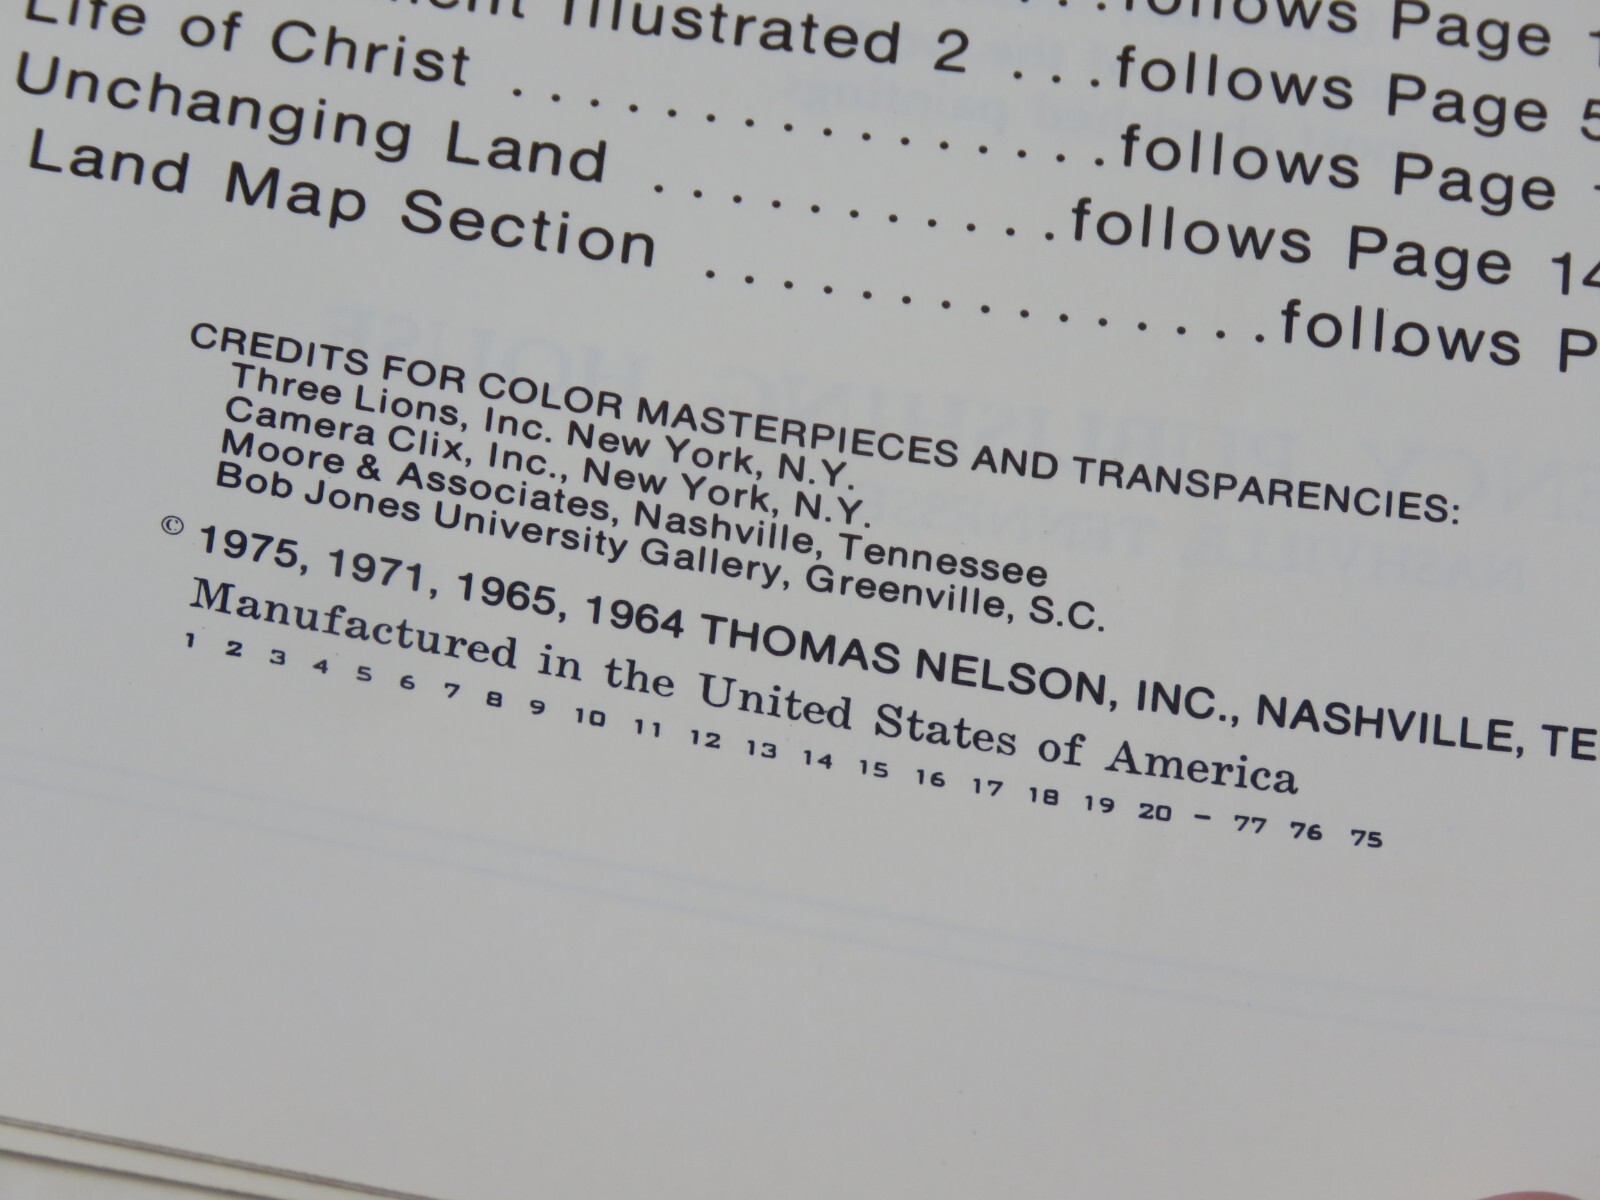 Illustrated 2 . . . follows Page 5
Life of Christ . . . . . . . . . . . . . . . . follows Page
Unchanging Land . . . . . . . . . . . follows Page 14
Land Map Section . . . . . . . . . . . . . . . follows P
CREDITS FOR COLOR MASTERPIECES AND TRANSPARENCIES:
Three Lions, Inc. New York, N.Y.
Camera Clix, Inc., New York, N.Y.
Moore & Associates, Nashville, Tennessee
Bob Jones University Gallery, Greenville, S.C.
© 1975, 1971, 1965, 1964 THOMAS NELSON, INC., NASHVILLE, TE
Manufactured in the United States of America
1 2 3 4 5 6 7 8 9 10 11 12 13 14 15 16 17 18 19 20 – 77 76 75